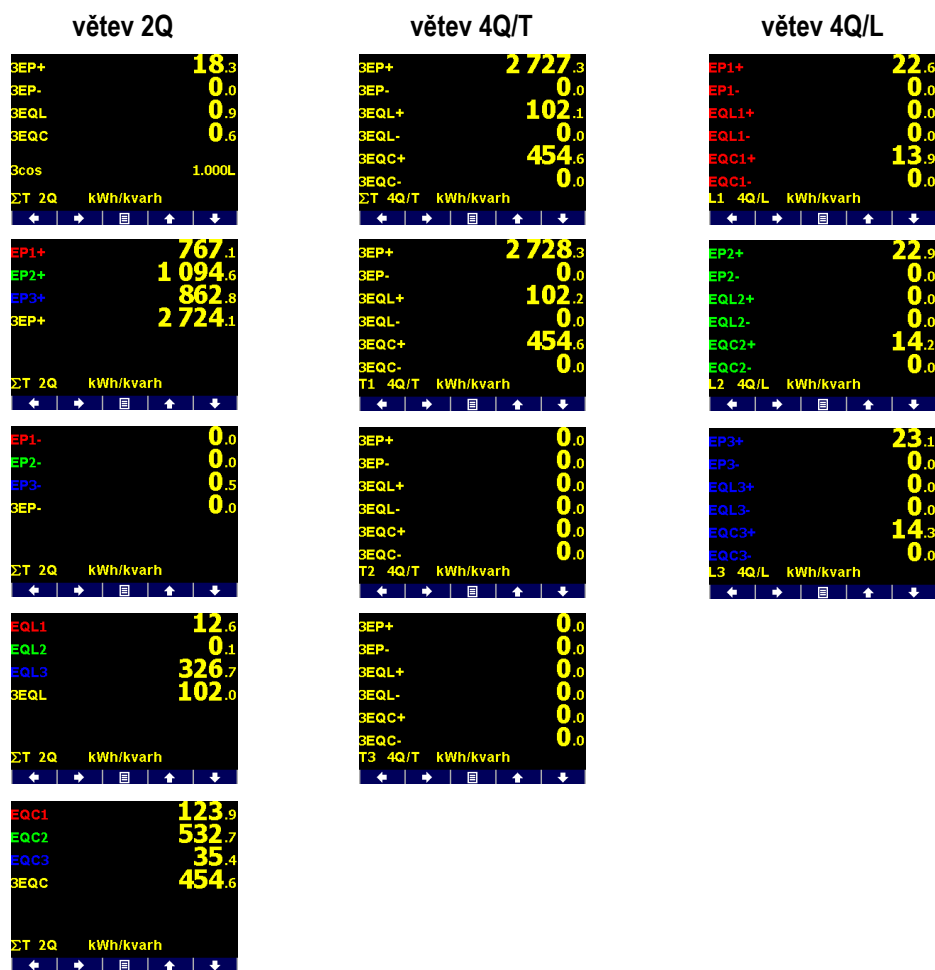 větev 2Q
3EP+ 18.3
3EP- 0.0
3EQL 0.9
3EQC 0.6
3cos 1.000L
ΣT 2Q kWh/kvarh
EP1+ 767.1
EP2+ 1 094.6
EP3+ 862.8
3EP+ 2 724.1
ΣT 2Q kWh/kvarh
EP1- 0.0
EP2- 0.0
EP3- 0.5
3EP- 0.0
ΣT 2Q kWh/kvarh
EQL1 12.6
EQL2 0.1
EQL3 326.7
3EQL 102.0
ΣT 2Q kWh/kvarh
EQC1 123.9
EQC2 532.7
EQC3 35.4
3EQC 454.6
ΣT 2Q kWh/kvarh
větev 4Q/T
3EP+ 2 727.3
3EP- 0.0
3EQL+ 102.1
3EQL- 0.0
3EQC+ 454.6
3EQC- 0.0
ΣT 4Q/T kWh/kvarh
3EP+ 2 728.3
3EP- 0.0
3EQL+ 102.2
3EQL- 0.0
3EQC+ 454.6
3EQC- 0.0
T1 4Q/T kWh/kvarh
3EP+ 0.0
3EP- 0.0
3EQL+ 0.0
3EQL- 0.0
3EQC+ 0.0
3EQC- 0.0
T2 4Q/T kWh/kvarh
3EP+ 0.0
3EP- 0.0
3EQL+ 0.0
3EQL- 0.0
3EQC+ 0.0
3EQC- 0.0
T3 4Q/T kWh/kvarh
větev 4Q/L
EP1+ 22.6
EP1- 0.0
EQL1+ 0.0
EQL1- 0.0
EQC1+ 13.9
EQC1- 0.0
L1 4Q/L kWh/kvarh
EP2+ 22.9
EP2- 0.0
EQL2+ 0.0
EQL2- 0.0
EQC2+ 14.2
EQC2- 0.0
L2 4Q/L kWh/kvarh
EP3+ 23.1
EP3- 0.0
EQL3+ 0.0
EQL3- 0.0
EQC3+ 14.3
EQC3- 0.0
L3 4Q/L kWh/kvarh